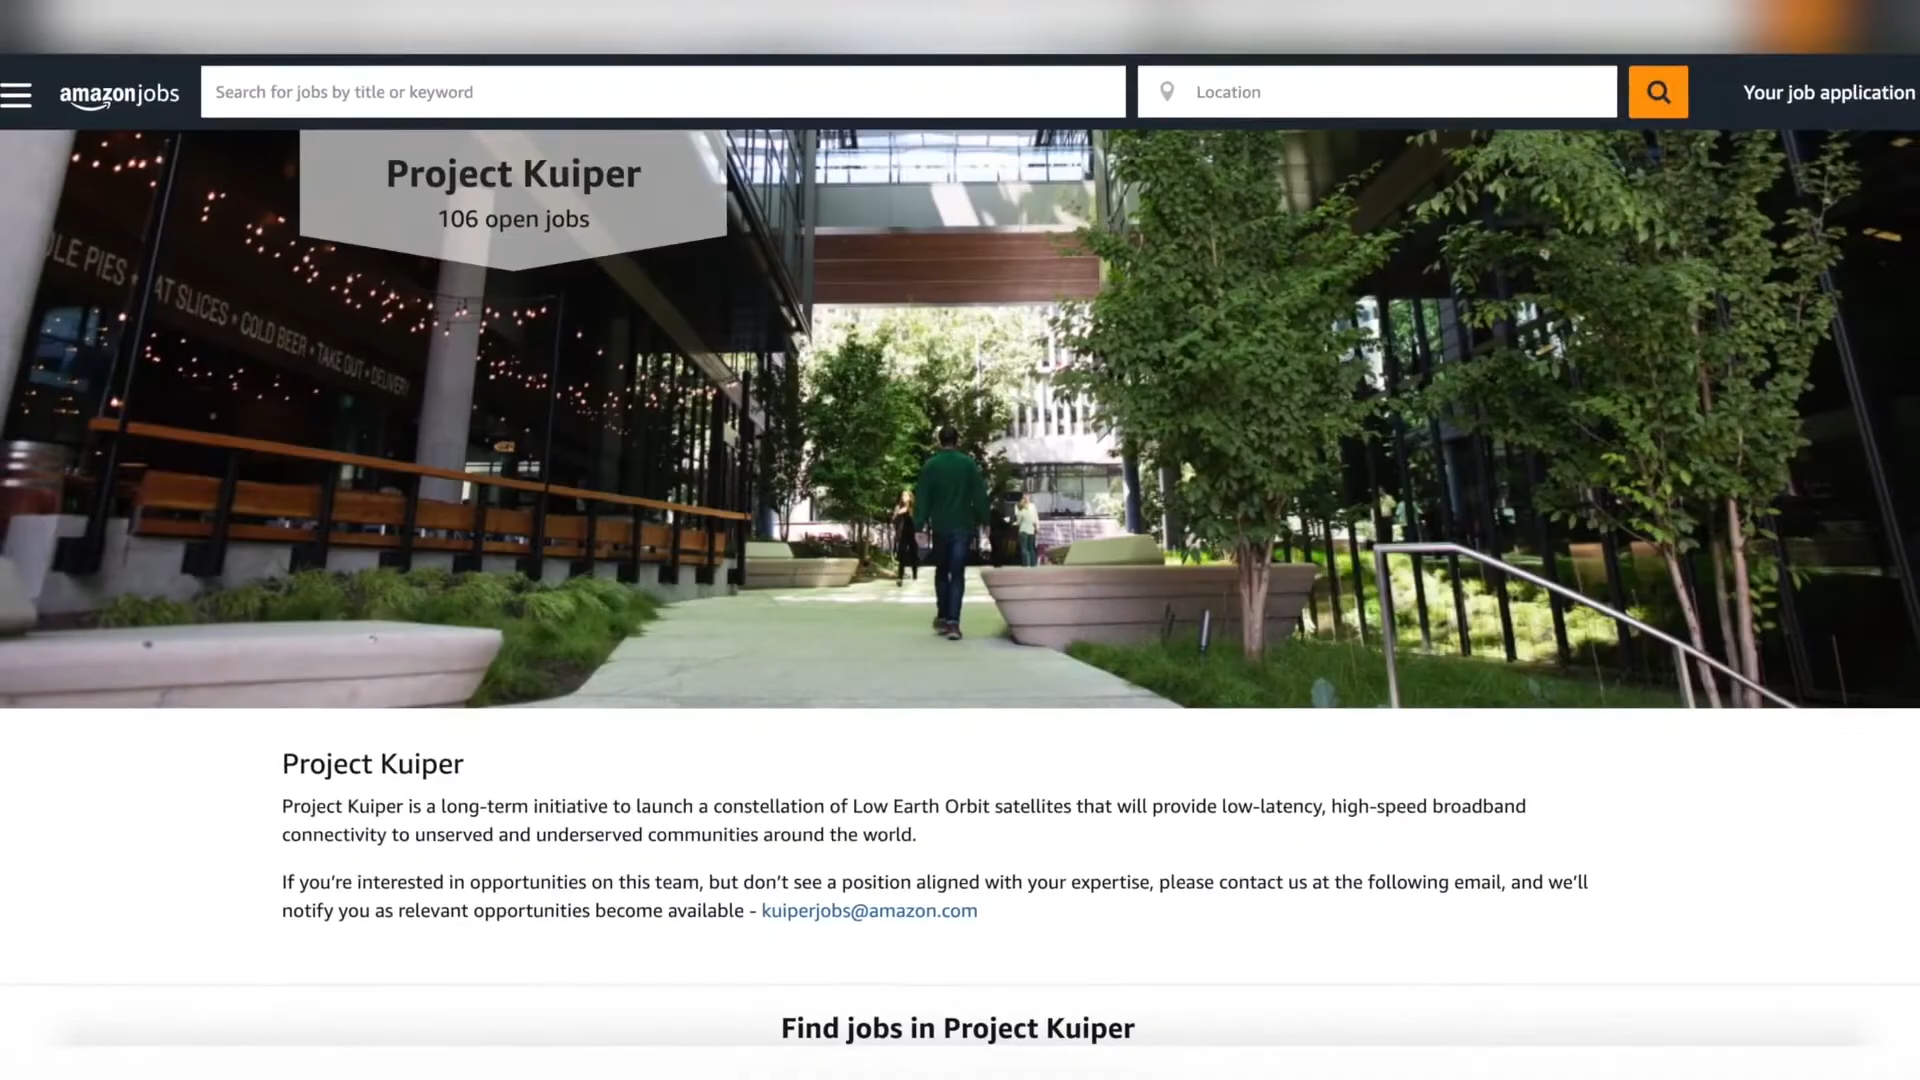 amazonjobs
Search for jobs by title or keyword
Location
Your job application
Project Kuiper
106 open jobs
PIES • AT SLICES • COLD BEER • TAKE OUT • DELIVERY
Project Kuiper
Project Kuiper is a long-term initiative to launch a constellation of Low Earth Orbit satellites that will provide low-latency, high-speed broadband
connectivity to unserved and underserved communities around the world.
If you’re interested in opportunities on this team, but don’t see a position aligned with your expertise, please contact us at the following email, and we’ll
notify you as relevant opportunities become available - kuiperjobs@amazon.com
Find jobs in Project Kuiper